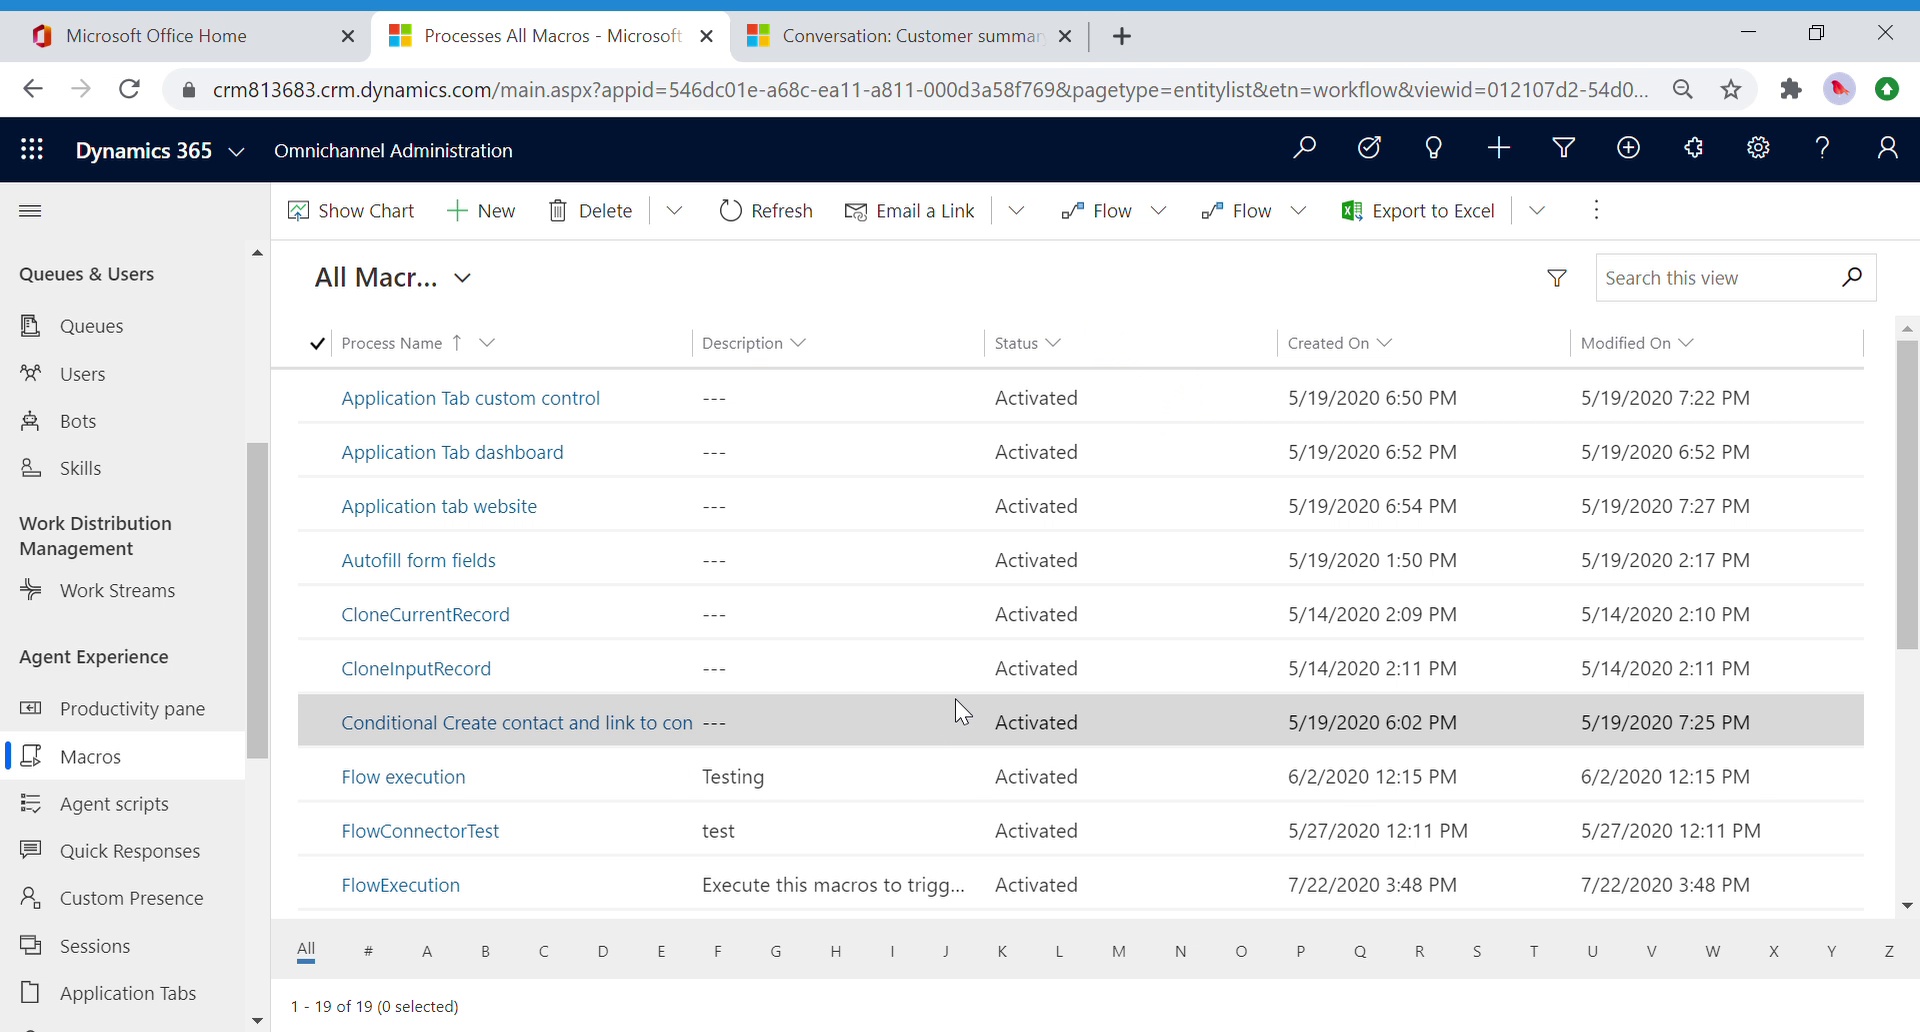 Microsoft Office Home
Processes All Macros - Microsoft
Conversation: Customer summar
crm813683.crm.dynamics.com/main.aspx?appid=546dc01e-a68c-ea11-a811-000d3a58f769&pagetype=entitylist&etn=workflow&viewid=012107d2-54d0...
Dynamics 365
Omnichannel Administration
Show Chart
New
Delete
Refresh
Email a Link
Flow
Flow
Export to Excel
Queues & Users
Queues
Users
Bots
Skills
Work Distribution
Management
Work Streams
Agent Experience
Productivity pane
Macros
Agent scripts
Quick Responses
Custom Presence
Sessions
Application Tabs
All Macr...
Search this view
Process Name Description Status Created On Modified On
Application Tab custom control --- Activated 5/19/2020 6:50 PM 5/19/2020 7:22 PM
Application Tab dashboard --- Activated 5/19/2020 6:52 PM 5/19/2020 6:52 PM
Application tab website --- Activated 5/19/2020 6:54 PM 5/19/2020 7:27 PM
Autofill form fields --- Activated 5/19/2020 1:50 PM 5/19/2020 2:17 PM
CloneCurrentRecord --- Activated 5/14/2020 2:09 PM 5/14/2020 2:10 PM
CloneInputRecord --- Activated 5/14/2020 2:11 PM 5/14/2020 2:11 PM
Conditional Create contact and link to con --- Activated 5/19/2020 6:02 PM 5/19/2020 7:25 PM
Flow execution Testing Activated 6/2/2020 12:15 PM 6/2/2020 12:15 PM
FlowConnectorTest test Activated 5/27/2020 12:11 PM 5/27/2020 12:11 PM
FlowExecution Execute this macros to trigg... Activated 7/22/2020 3:48 PM 7/22/2020 3:48 PM
All # A B C D E F G H I J K L M N O P Q R S T U V W X Y Z
1 - 19 of 19 (0 selected)